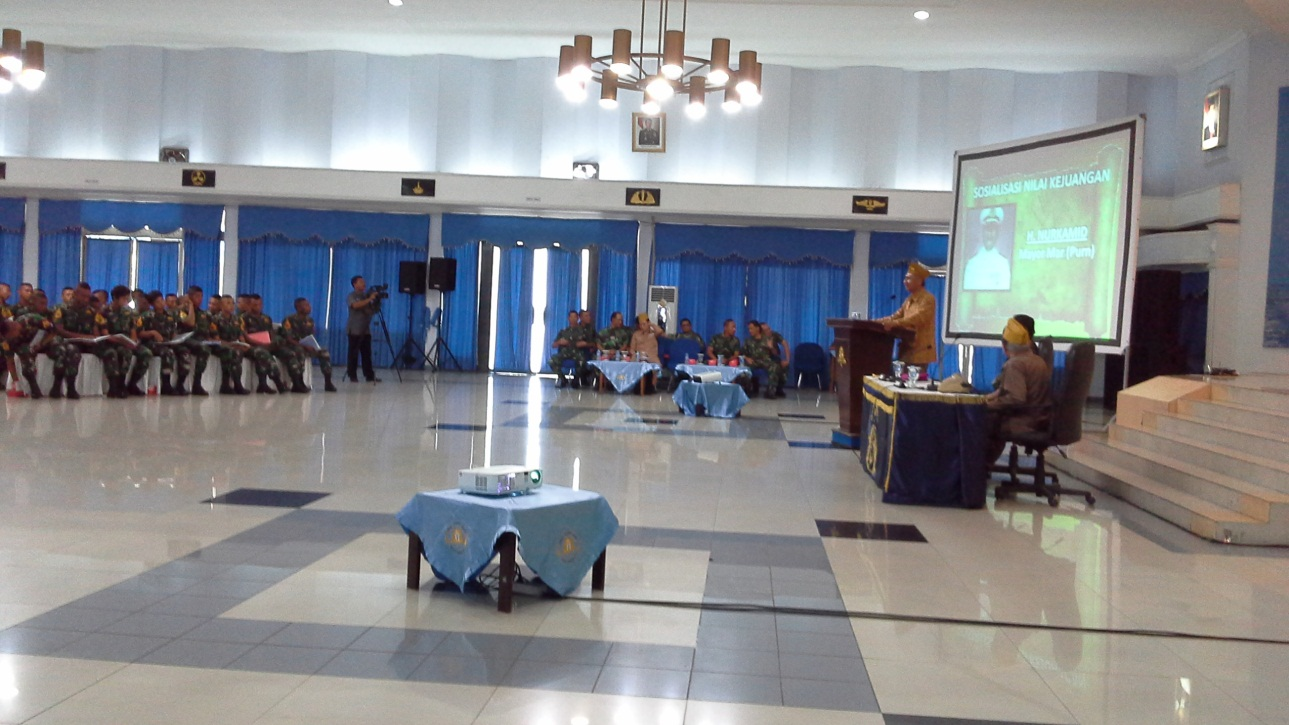 SOSIALISASI NILAI KEJUANGAN
H. NURKAMID
Mayor Mar (Purn)